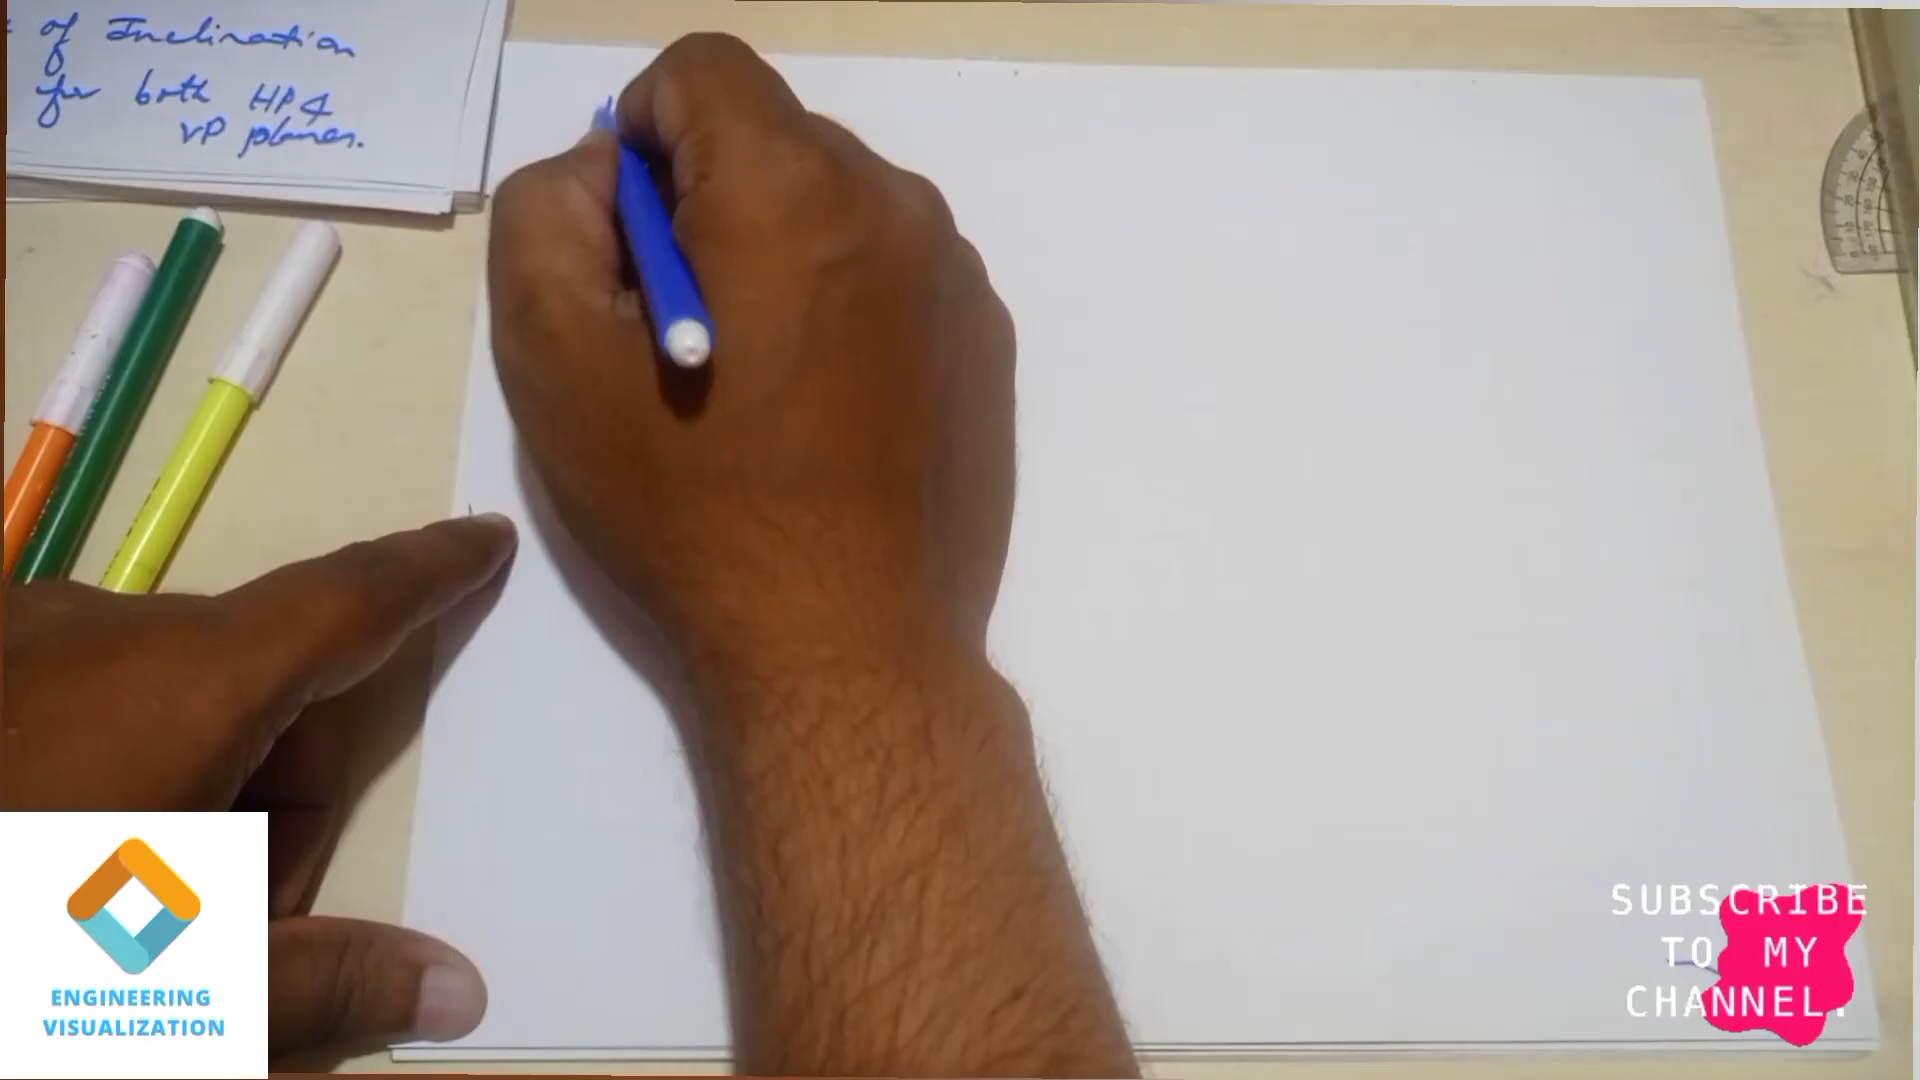 of Inclination
for both HP &
VP planes.
ENGINEERING
VISUALIZATION
SUBSCRIBE
TO MY
CHANNEL.